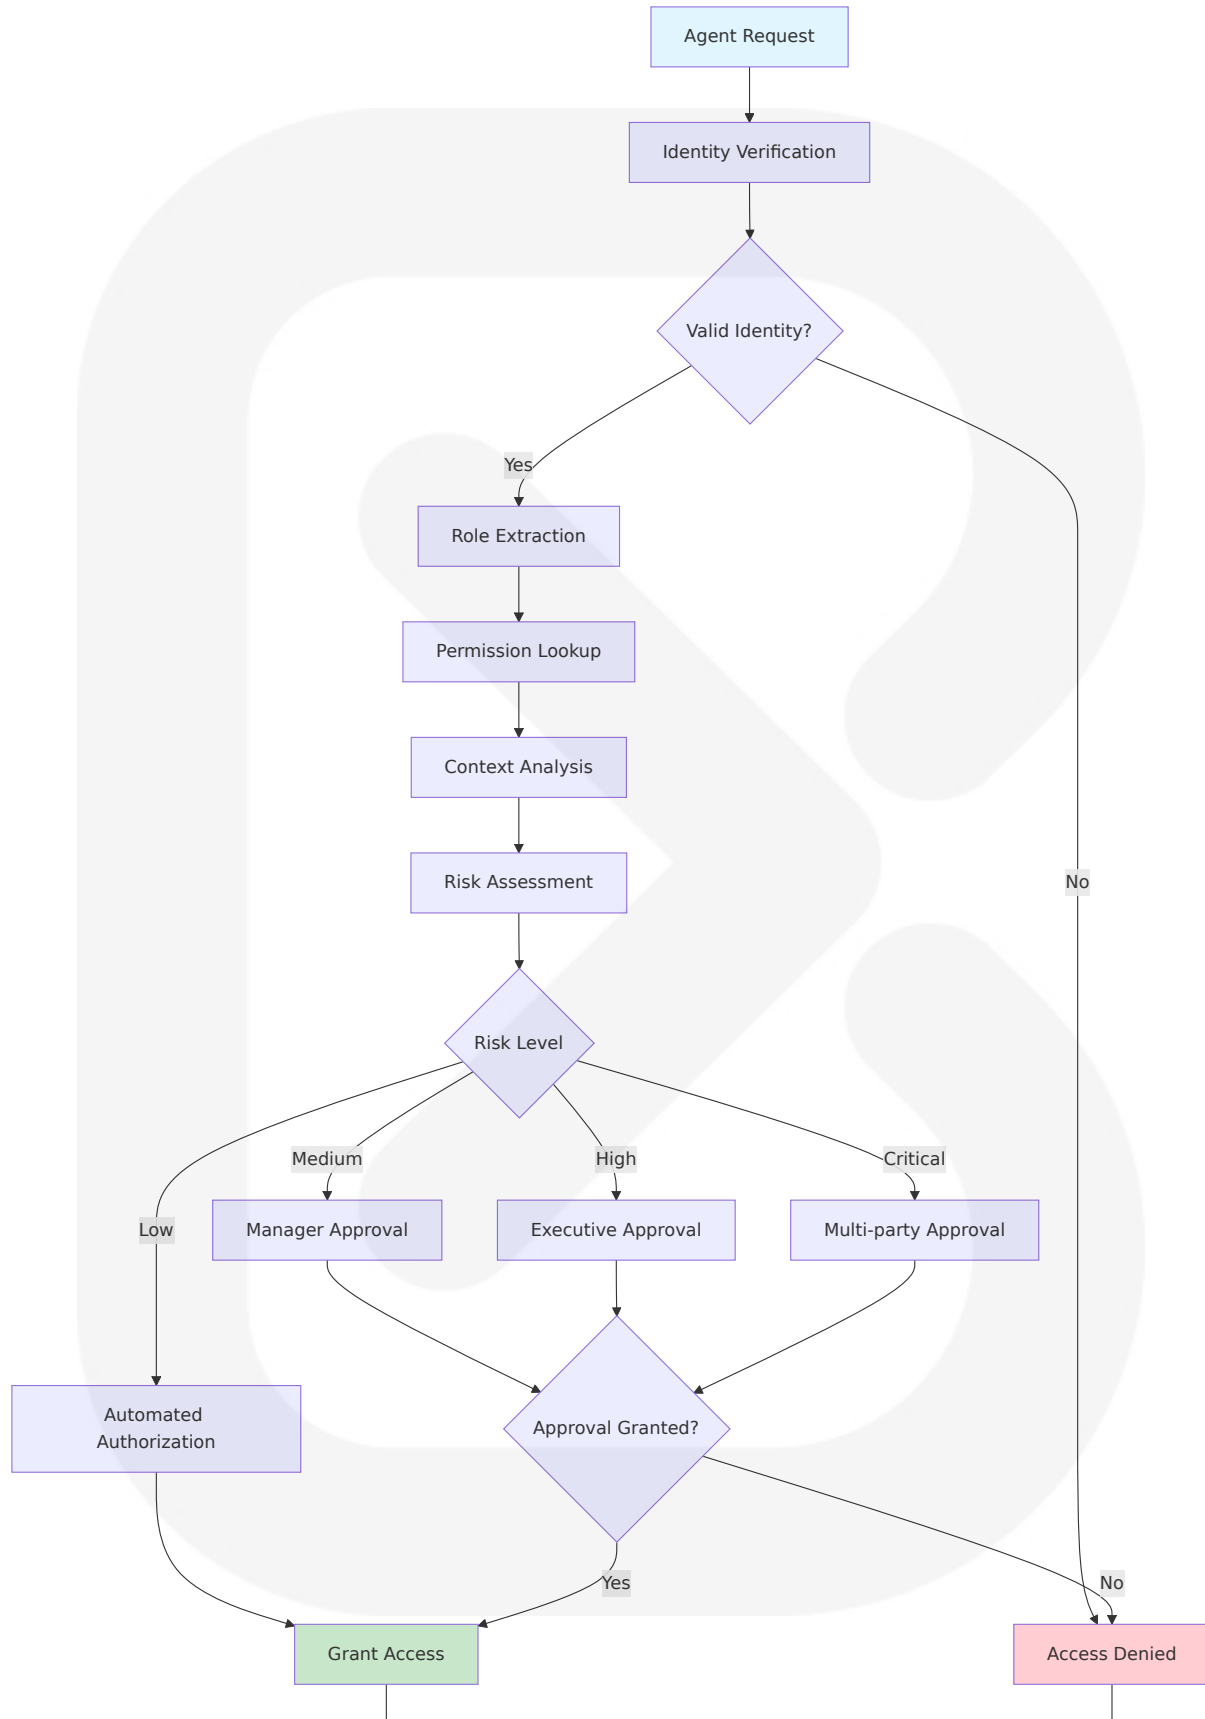 Agent Request
Identity Verification
Valid Identity?
Yes
Role Extraction
Permission Lookup
Context Analysis
Risk Assessment
No
Risk Level
Medium
High
Critical
Low
Manager Approval
Executive Approval
Multi-party Approval
Automated
Authorization
Approval Granted?
Yes
No
Grant Access
Access Denied